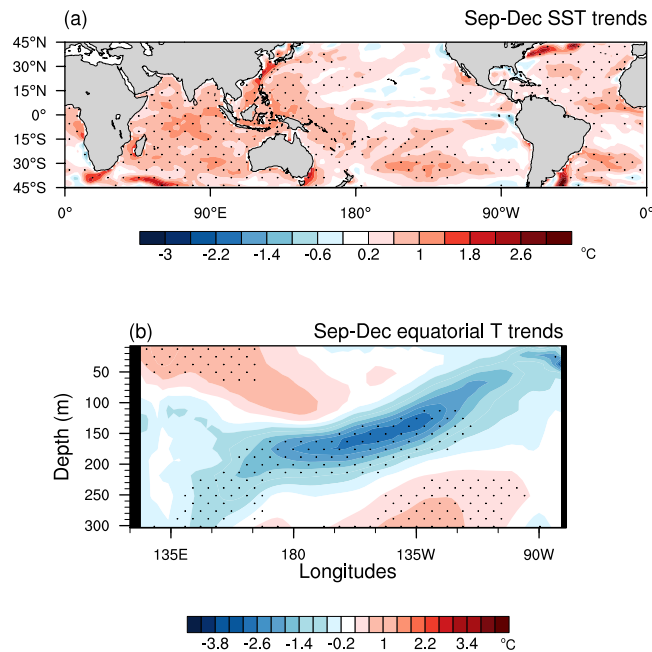 (a) Sep-Dec SST trends
45°N
30°N
15°N
0°
15°S
30°S
45°S
0° 90°E 180° 90°W 0°
-3 -2.2 -1.4 -0.6 0.2 1 1.8 2.6 °C
(b) Sep-Dec equatorial T trends
Depth (m)
50
100
150
200
250
300
135E 180 135W 90W
Longitudes
-3.8 -2.6 -1.4 -0.2 1 2.2 3.4 °C